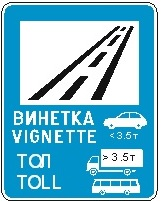 ВИНЕТКА
VIGNETTE
< 3.5т
ТОЛ
TOLL
> 3.5т